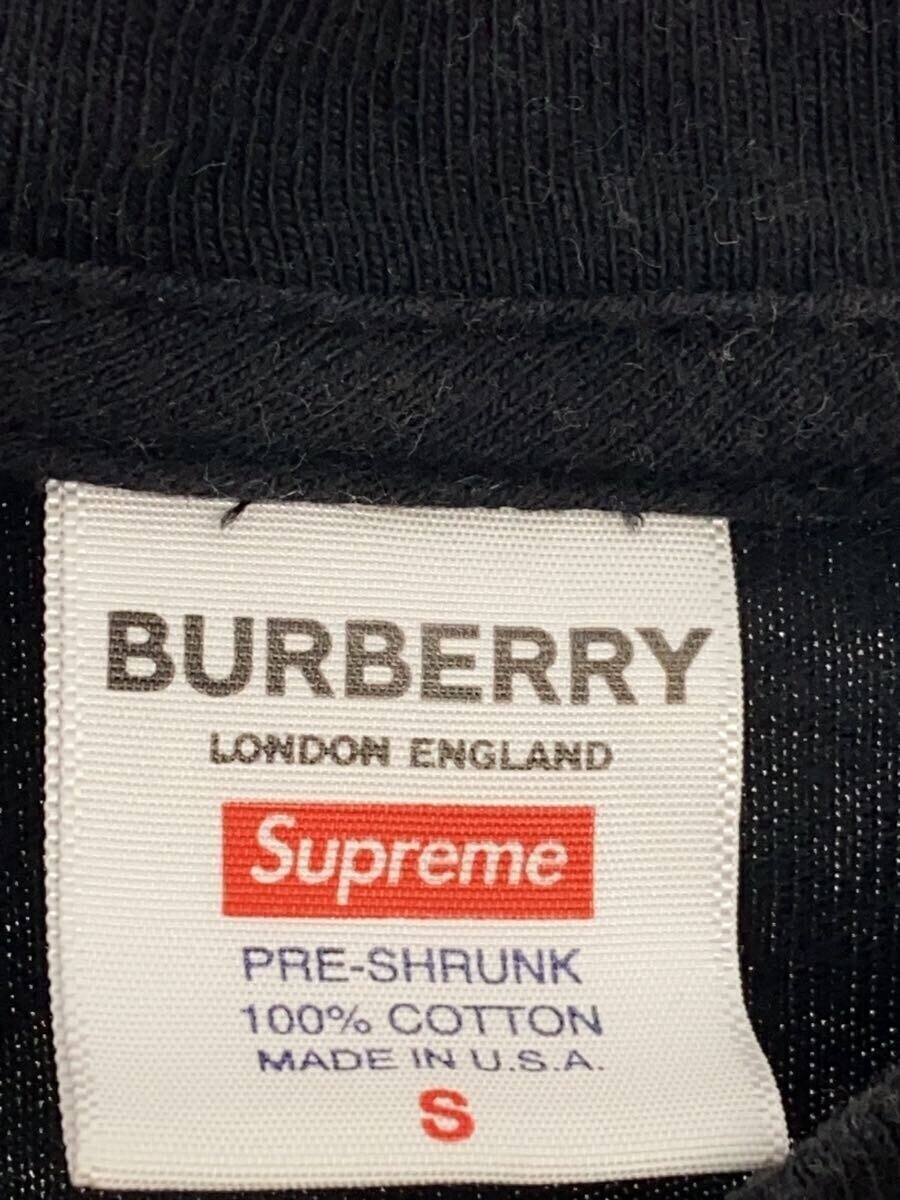 BURBERRY
LONDON ENGLAND
Supreme
PRE-SHRUNK
100% COTTON
MADE IN U.S.A.
S